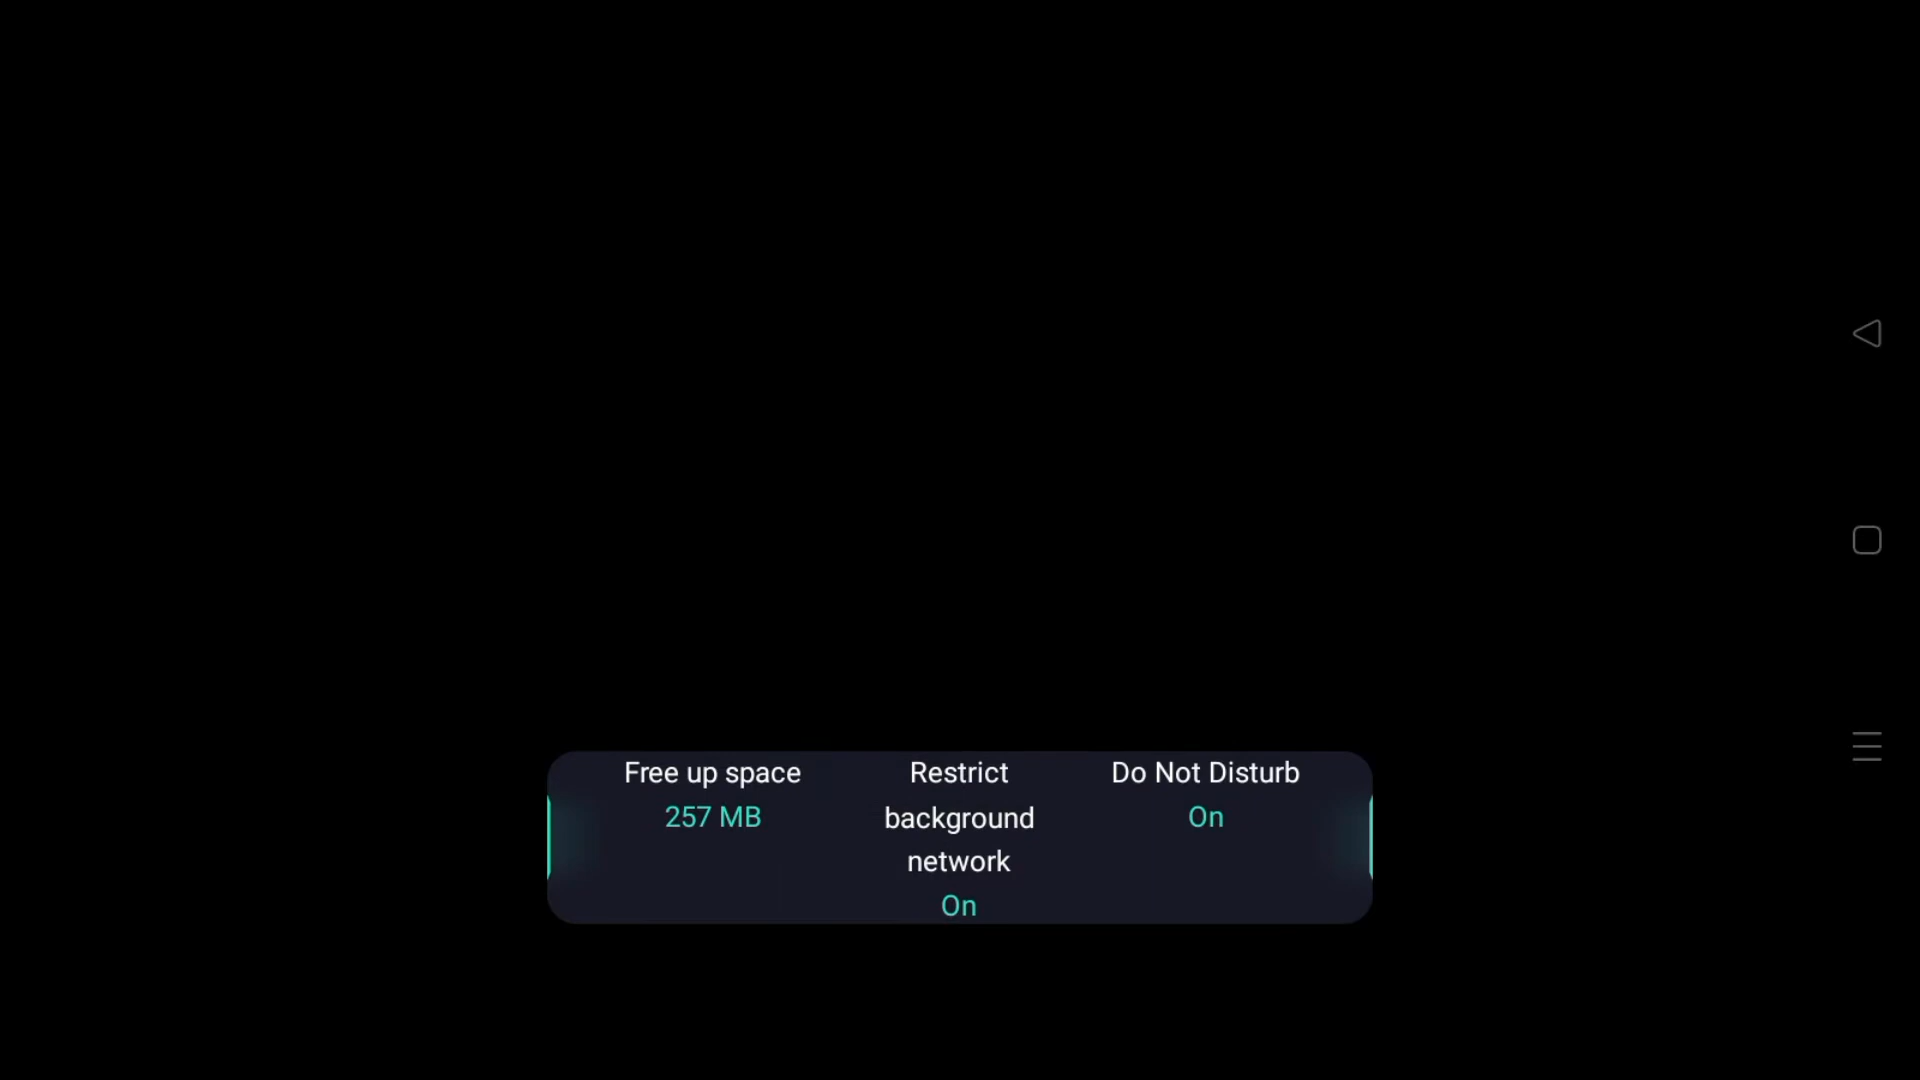 Free up space
257 MB
Restrict
background
network
On
Do Not Disturb
On